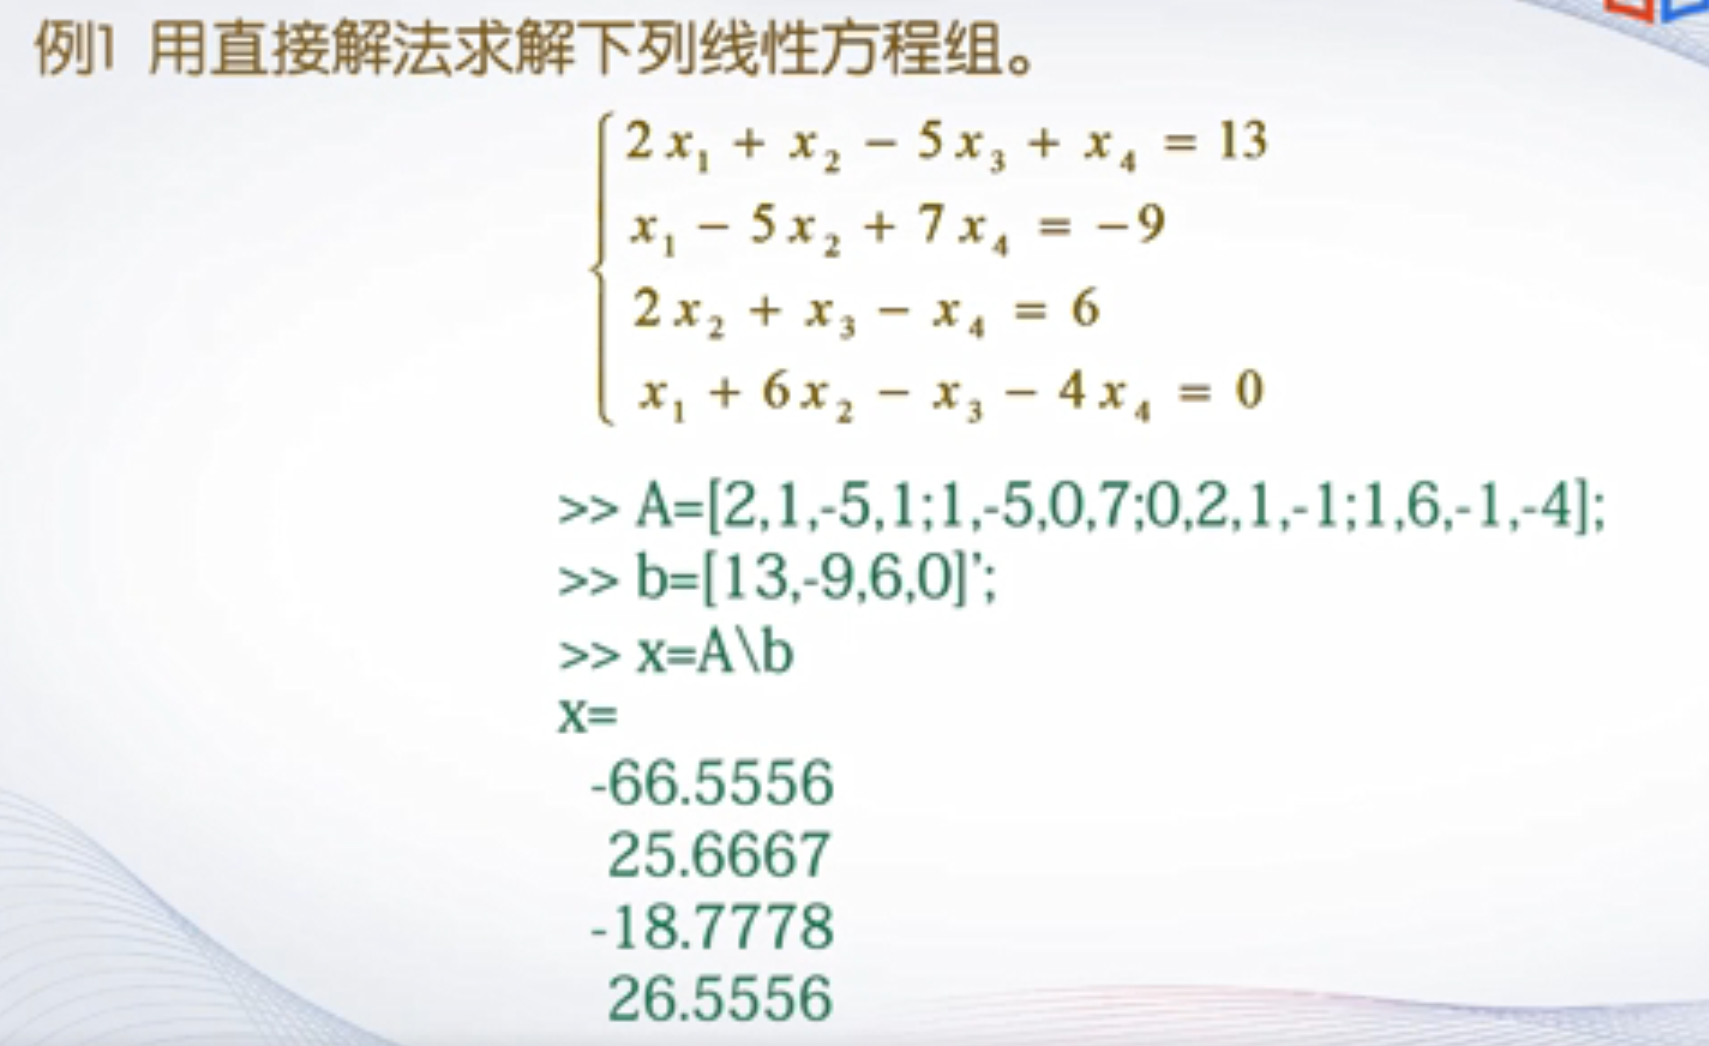 例1 用直接解法求解下列线性方程组。
2x₁ + x₂ − 5x₃ + x₄ = 13
x₁ − 5x₂ + 7x₄ = −9
2x₂ + x₃ − x₄ = 6
x₁ + 6x₂ − x₃ − 4x₄ = 0
>> A=[2,1,-5,1;1,-5,0,7;0,2,1,-1;1,6,-1,-4];
>> b=[13,-9,6,0]’;
>> x=A\b
x=
-66.5556
25.6667
-18.7778
26.5556